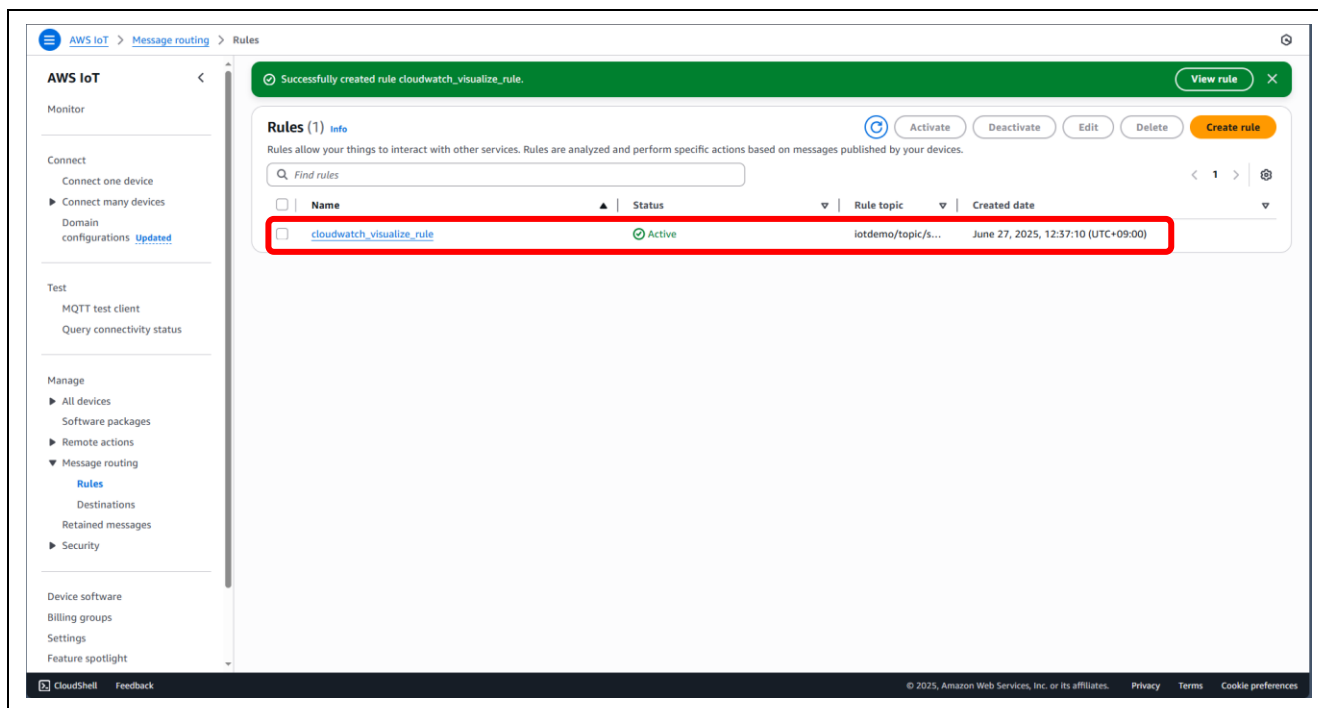 AWS IoT > Message routing > Rules
AWS IoT
Monitor
Connect
Connect one device
Connect many devices
Domain
configurations Updated
Test
MQTT test client
Query connectivity status
Manage
All devices
Software packages
Remote actions
Message routing
Rules
Destinations
Retained messages
Security
Device software
Billing groups
Settings
Feature spotlight
Successfully created rule cloudwatch_visualize_rule.
View rule
Rules (1) Info
Activate Deactivate Edit Delete Create rule
Rules allow your things to interact with other services. Rules are analyzed and perform specific actions based on messages published by your devices.
Find rules
1
Name Status Rule topic Created date
cloudwatch_visualize_rule Active iotdemo/topic/s... June 27, 2025, 12:37:10 (UTC+09:00)
CloudShell Feedback © 2025, Amazon Web Services, Inc. or its affiliates. Privacy Terms Cookie preferences